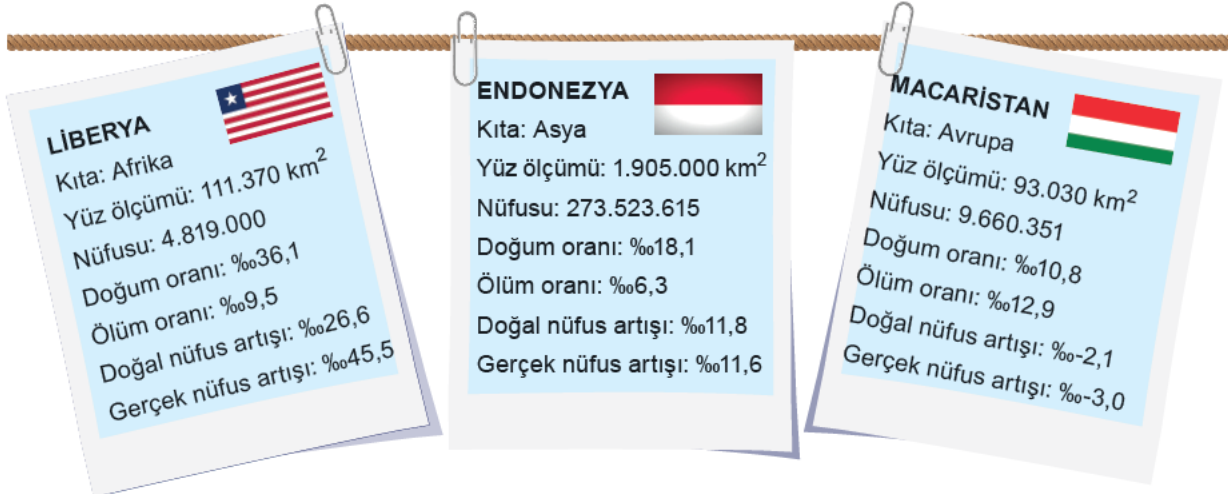 LİBERYA
Kıta: Afrika
Yüz ölçümü: 111.370 km²
Nüfusu: 4.819.000
Doğum oranı: ‰36,1
Ölüm oranı: ‰9,5
Doğal nüfus artışı: ‰26,6
Gerçek nüfus artışı: ‰45,5
ENDONEZYA
Kıta: Asya
Yüz ölçümü: 1.905.000 km²
Nüfusu: 273.523.615
Doğum oranı: ‰18,1
Ölüm oranı: ‰6,3
Doğal nüfus artışı: ‰11,8
Gerçek nüfus artışı: ‰11,6
MACARİSTAN
Kıta: Avrupa
Yüz ölçümü: 93.030 km²
Nüfusu: 9.660.351
Doğum oranı: ‰10,8
Ölüm oranı: ‰12,9
Doğal nüfus artışı: ‰-2,1
Gerçek nüfus artışı: ‰-3,0